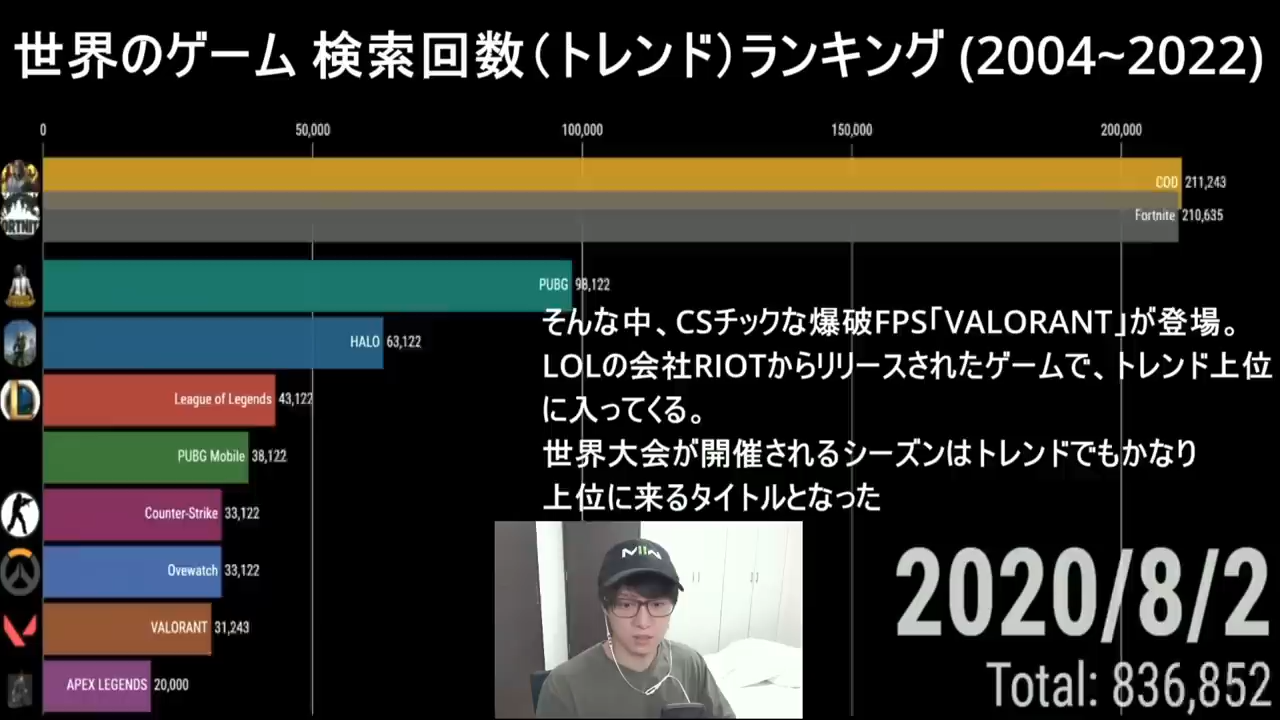 世界のゲーム 検索回数(トレンド)ランキング (2004~2022)
0 50,000 100,000 150,000 200,000
COD 211,243
Fortnite 210,635
PUBG 98,122
HALO 63,122
League of Legends 43,122
PUBG Mobile 38,122
Counter-Strike 33,122
Ovewatch 33,122
VALORANT 31,243
APEX LEGENDS 20,000
そんな中、CSチックな爆破FPS「VALORANT」が登場。
LOLの会社RIOTからリリースされたゲームで、トレンド上位
に入ってくる。
世界大会が開催されるシーズンはトレンドでもかなり
上位に来るタイトルとなった
2020/8/2
Total: 836,852